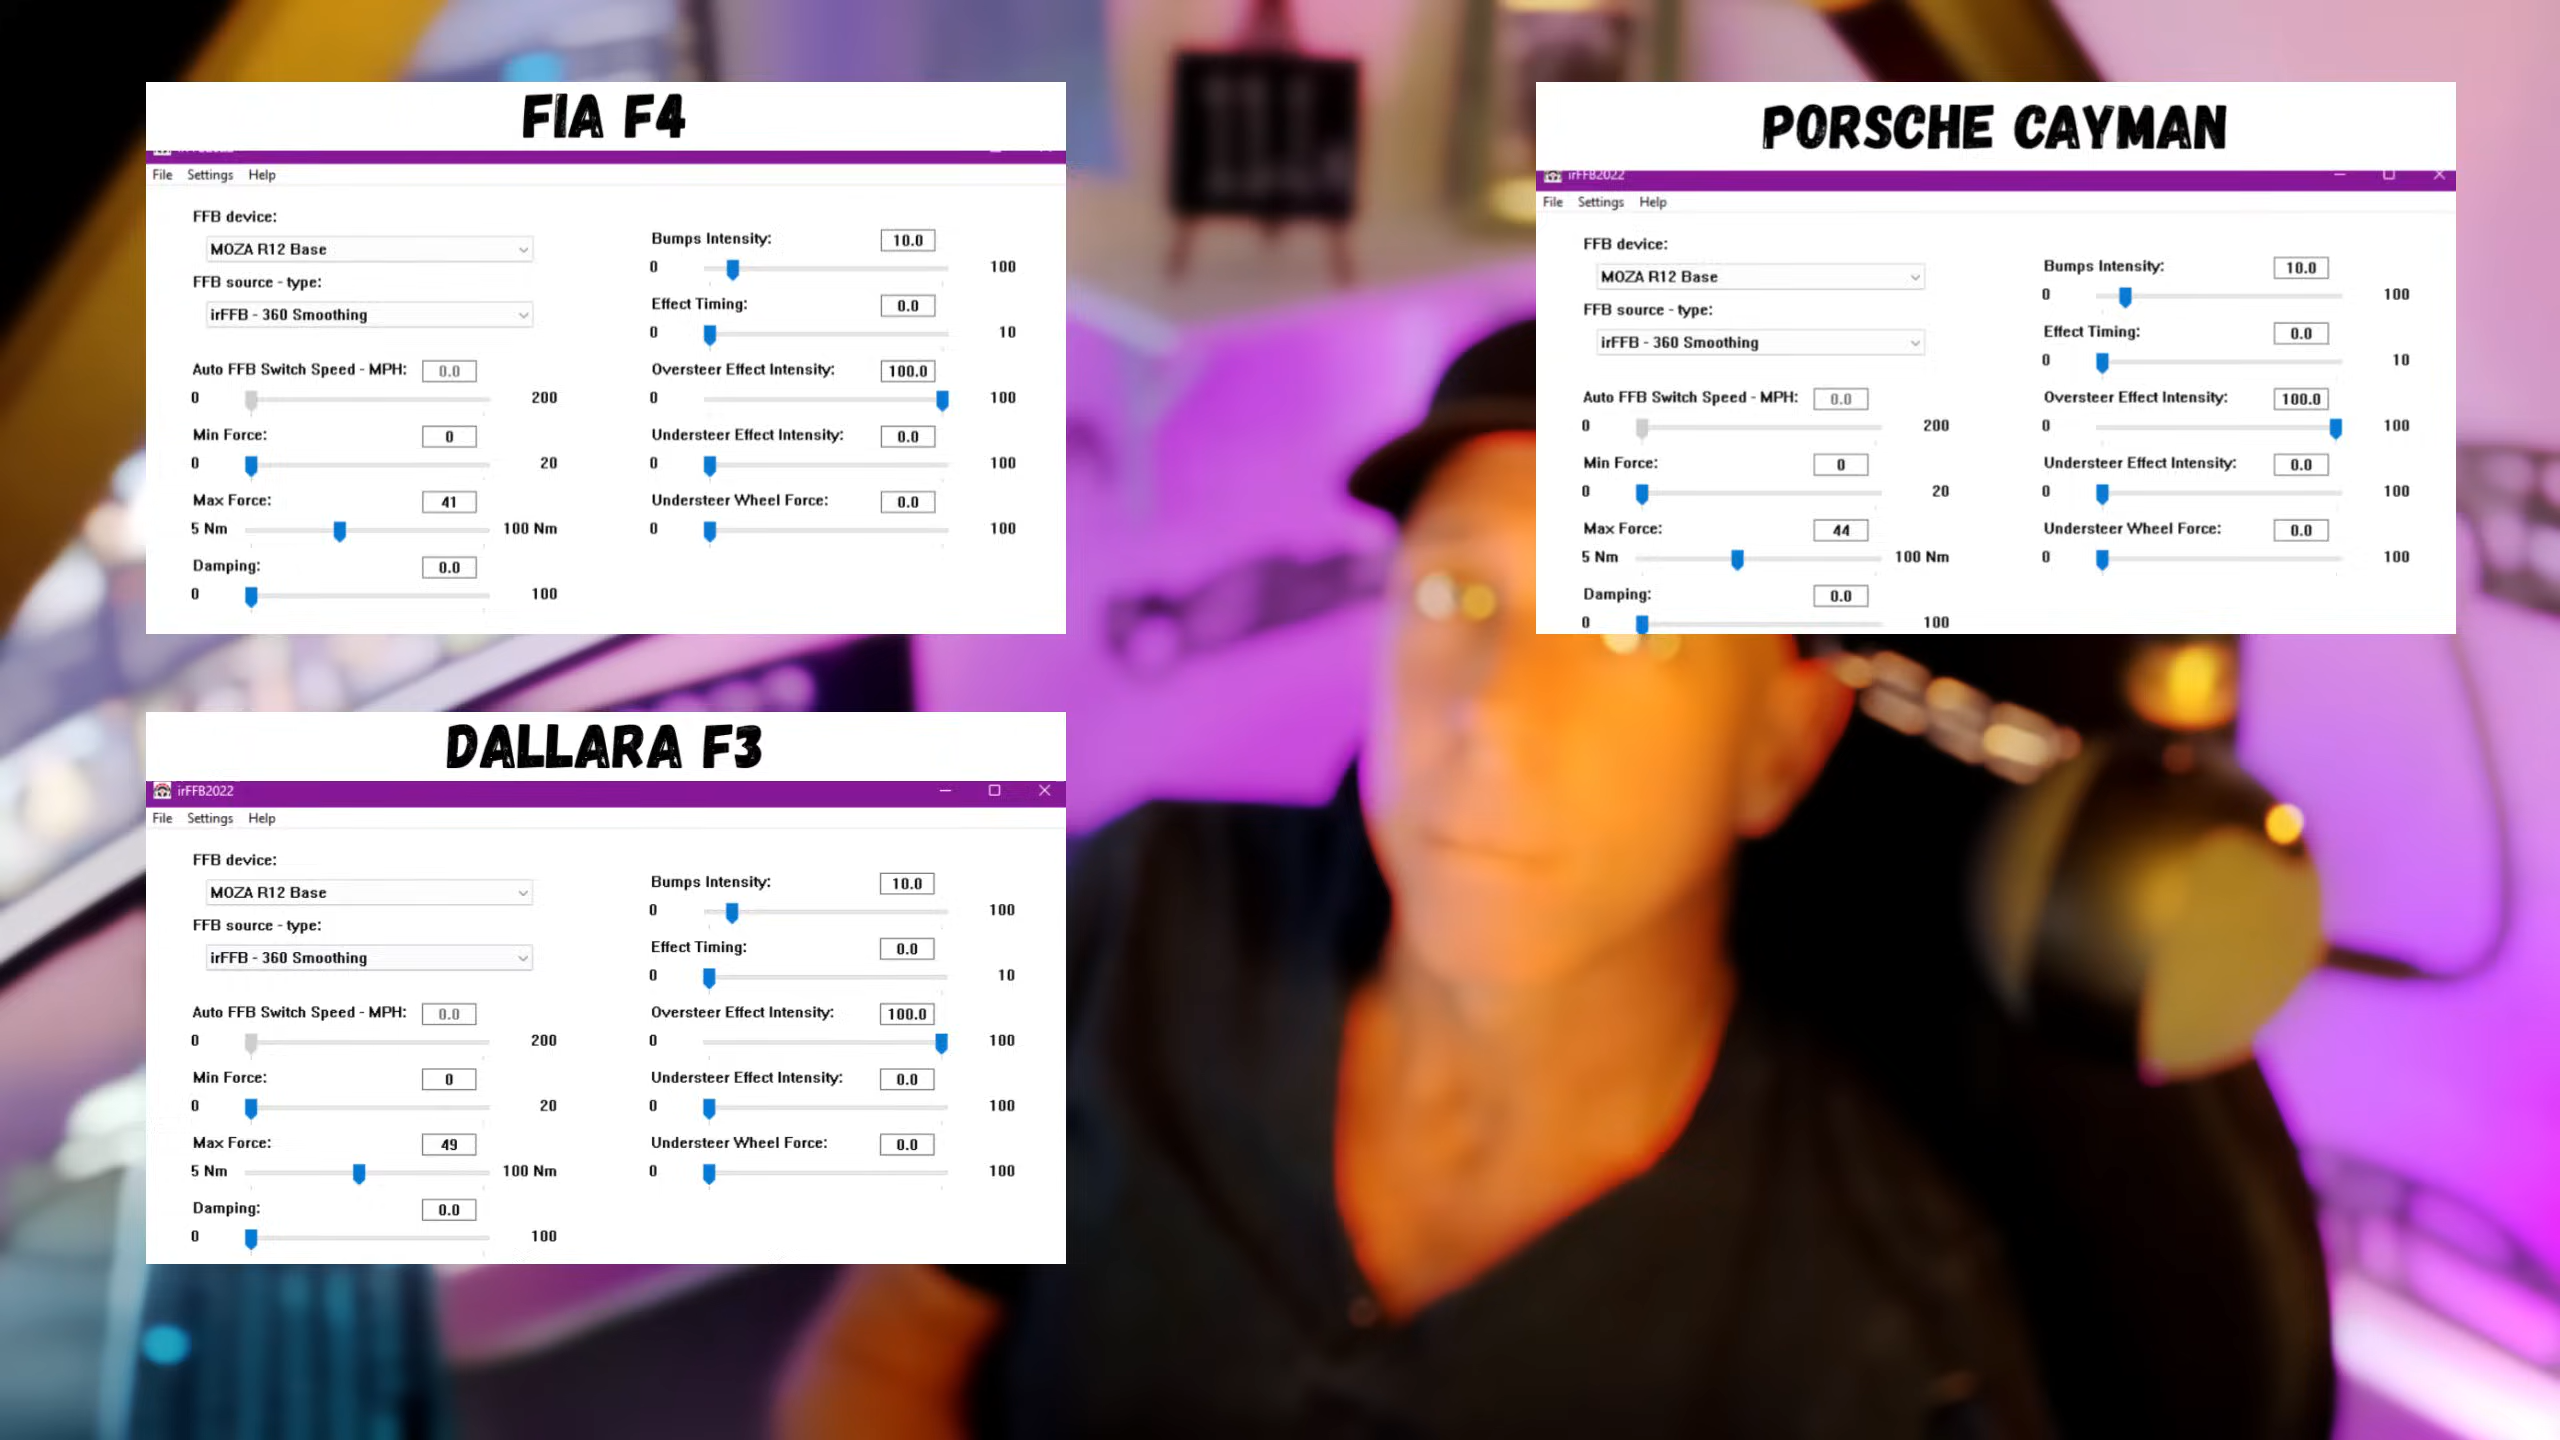 FIA F4
File Settings Help
FFB device:
MOZA R12 Base
FFB source - type:
irFFB - 360 Smoothing
Auto FFB Switch Speed - MPH: 0.0
0 200
Min Force: 0
0 20
Max Force: 41
5 Nm 100 Nm
Damping: 0.0
0 100
Bumps Intensity: 10.0
0 100
Effect Timing: 0.0
0 10
Oversteer Effect Intensity: 100.0
0 100
Understeer Effect Intensity: 0.0
0 100
Understeer Wheel Force: 0.0
0 100
PORSCHE CAYMAN
irFFB2022
File Settings Help
FFB device:
MOZA R12 Base
FFB source - type:
irFFB - 360 Smoothing
Auto FFB Switch Speed - MPH: 0.0
0 200
Min Force: 0
0 20
Max Force: 44
5 Nm 100 Nm
Damping: 0.0
0 100
Bumps Intensity: 10.0
0 100
Effect Timing: 0.0
0 10
Oversteer Effect Intensity: 100.0
0 100
Understeer Effect Intensity: 0.0
0 100
Understeer Wheel Force: 0.0
0 100
DALLARA F3
irFFB2022
File Settings Help
FFB device:
MOZA R12 Base
FFB source - type:
irFFB - 360 Smoothing
Auto FFB Switch Speed - MPH: 0.0
0 200
Min Force: 0
0 20
Max Force: 49
5 Nm 100 Nm
Damping: 0.0
0 100
Bumps Intensity: 10.0
0 100
Effect Timing: 0.0
0 10
Oversteer Effect Intensity: 100.0
0 100
Understeer Effect Intensity: 0.0
0 100
Understeer Wheel Force: 0.0
0 100